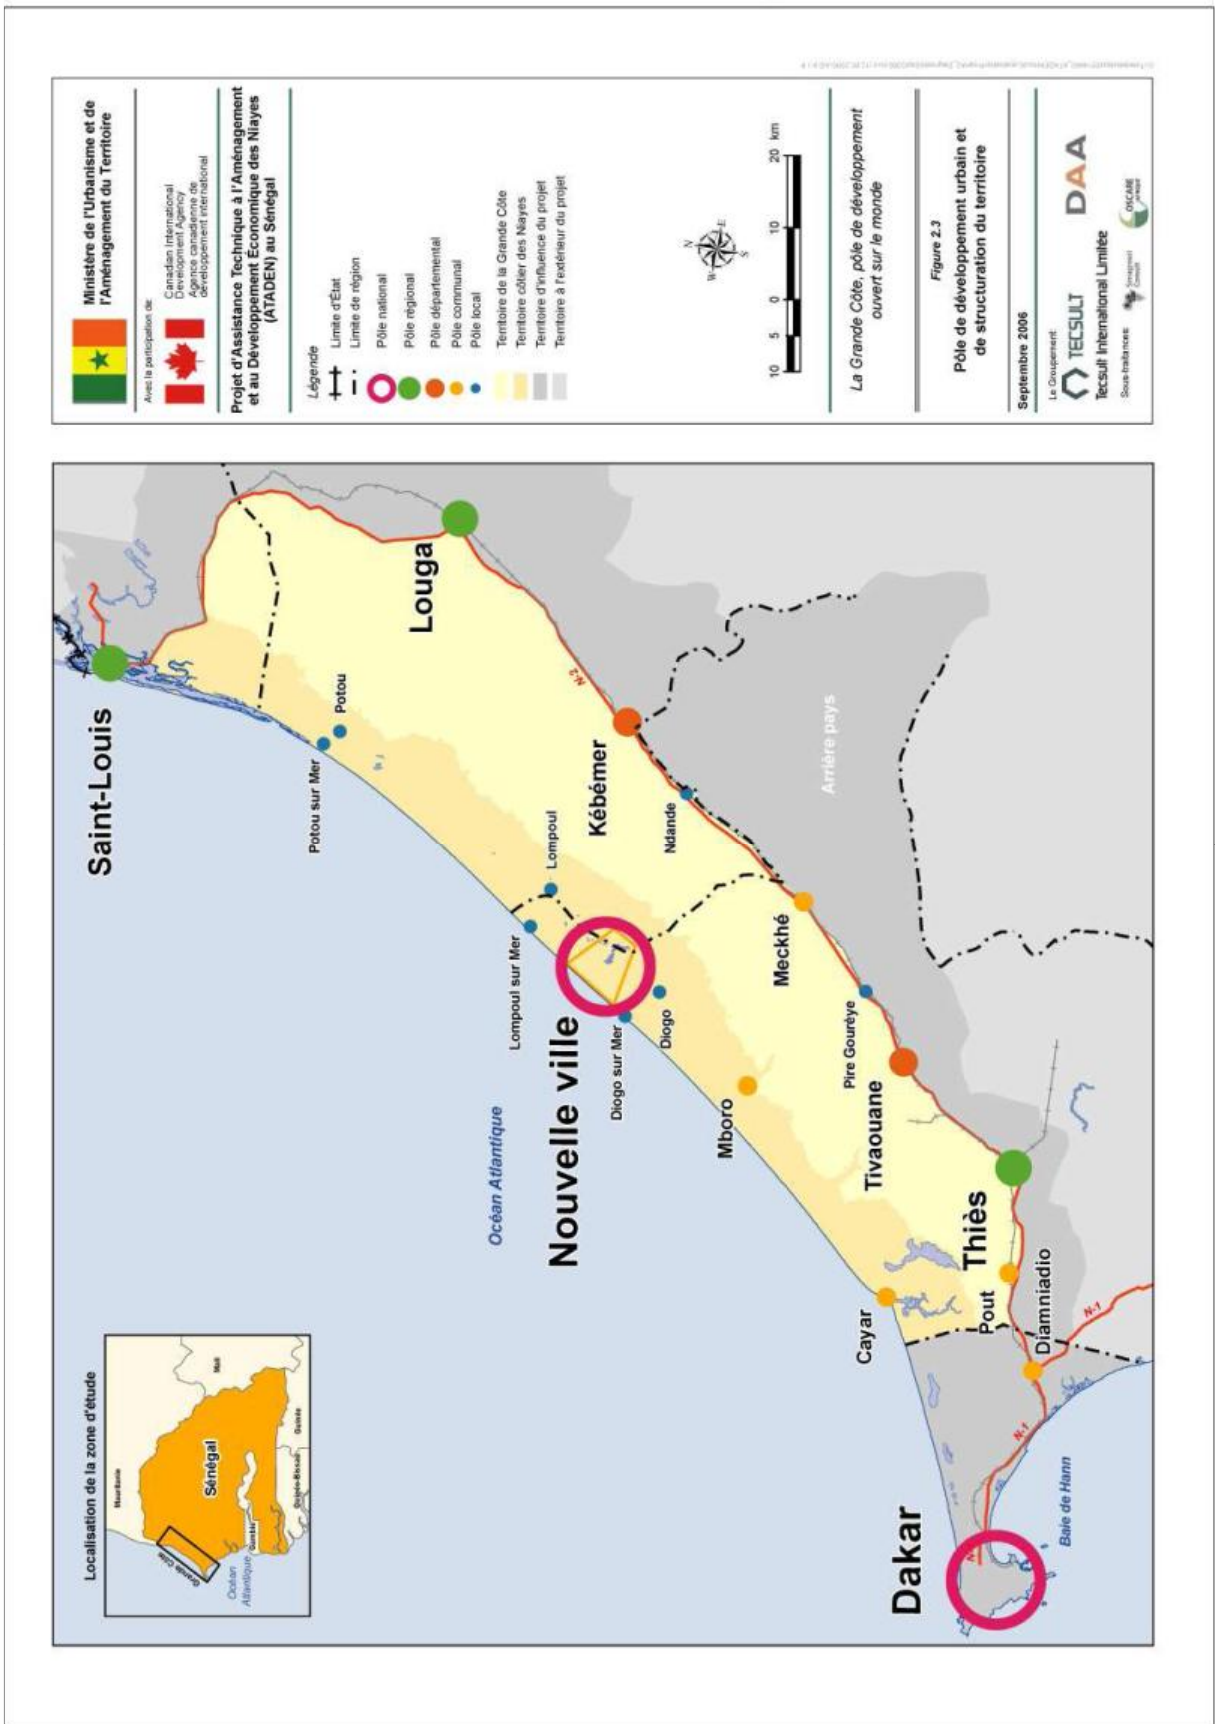 Ministère de l'Urbanisme et de
l'Aménagement du Territoire
Avec la participation de:
Canadian International
Development Agency
Agence canadienne de
développement international
Projet d'Assistance Technique à l'Aménagement
et au Développement Économique des Niayes
(ATADEN) au Sénégal
Légende
Limite d'État
Limite de région
Pôle national
Pôle régional
Pôle départemental
Pôle communal
Pôle local
Territoire de la Grande Côte
Territoire côtier des Niayes
Territoire d'influence du projet
Territoire à l'extérieur du projet
N
W
E
S
10 5 0 10 20 km
La Grande Côte, pôle de développement
ouvert sur le monde
Figure 2.3
Pôle de développement urbain et
de structuration du territoire
Septembre 2006
Le Groupement
TECSULT
Tecsult International Limitée
DAA
Sous-traitances:
OSCARE
Localisation de la zone d'étude
Mauritanie
Mali
Sénégal
Grande Côte
Gambie
Océan
Atlantique
Guinée-Bissau
Guinée
Saint-Louis
Potou sur Mer
Potou
Louga
N-2
Lompoul sur Mer
Lompoul
Kébémer
Ndande
Océan Atlantique
Nouvelle ville
Diogo sur Mer
Diogo
Meckhé
Arrière pays
Mboro
Pire Gouréye
Tivaouane
Cayar
Thiès
Pout
Diamniadio
N-1
N-1
Dakar
Baie de Hann